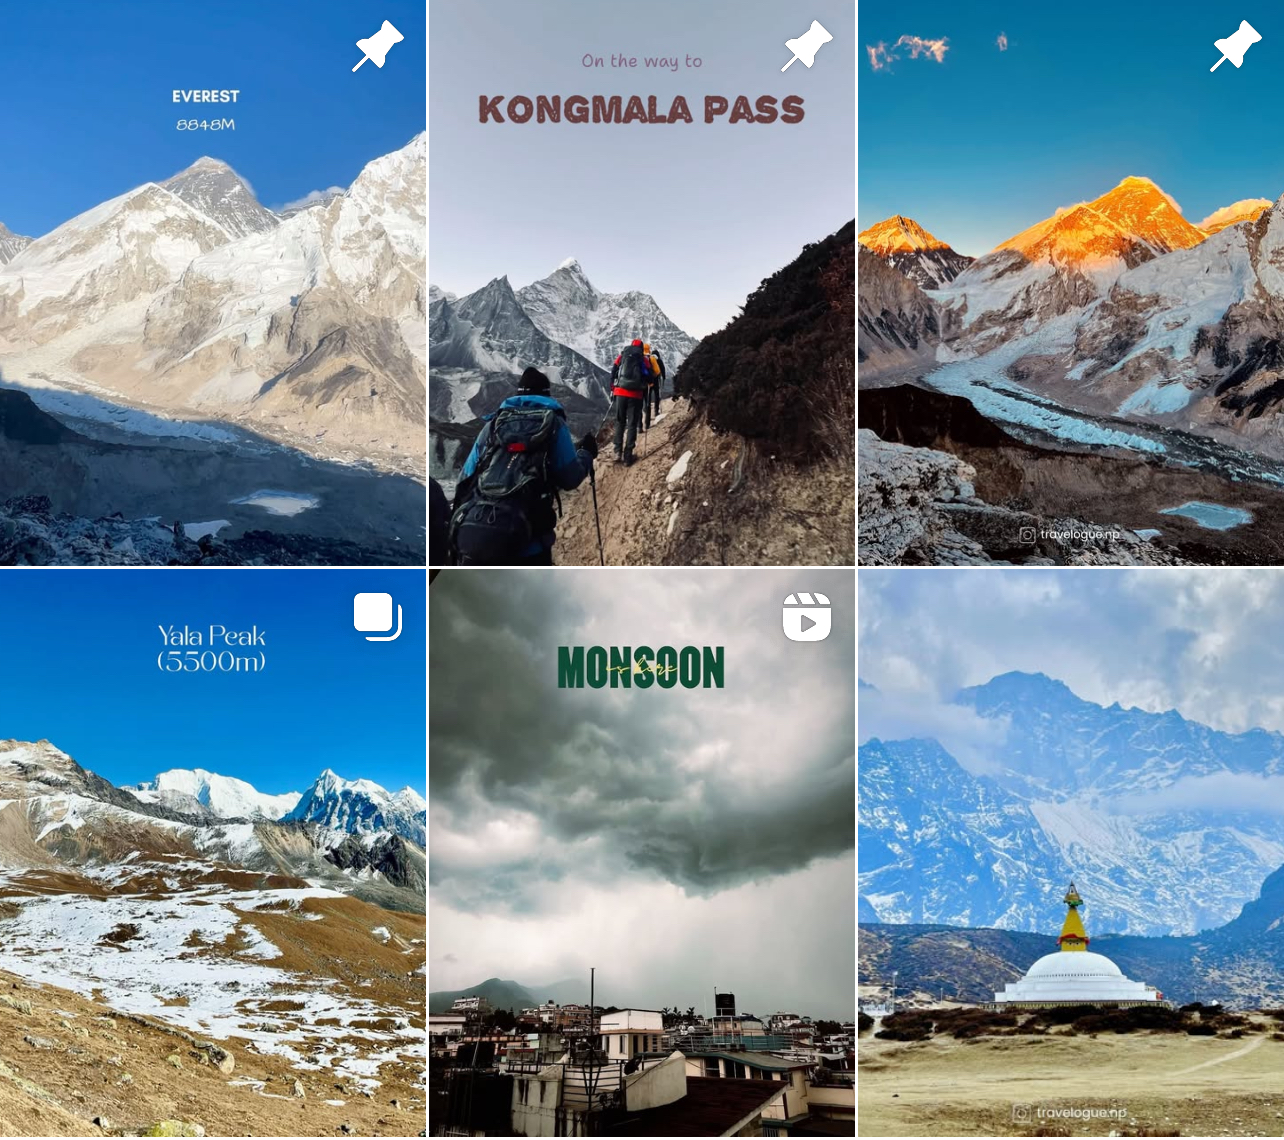 EVEREST
8848M
On the way to
KONGMALA PASS
travelogue.np
Yala Peak
(5500m)
MONSOON
is here
travelogue.np